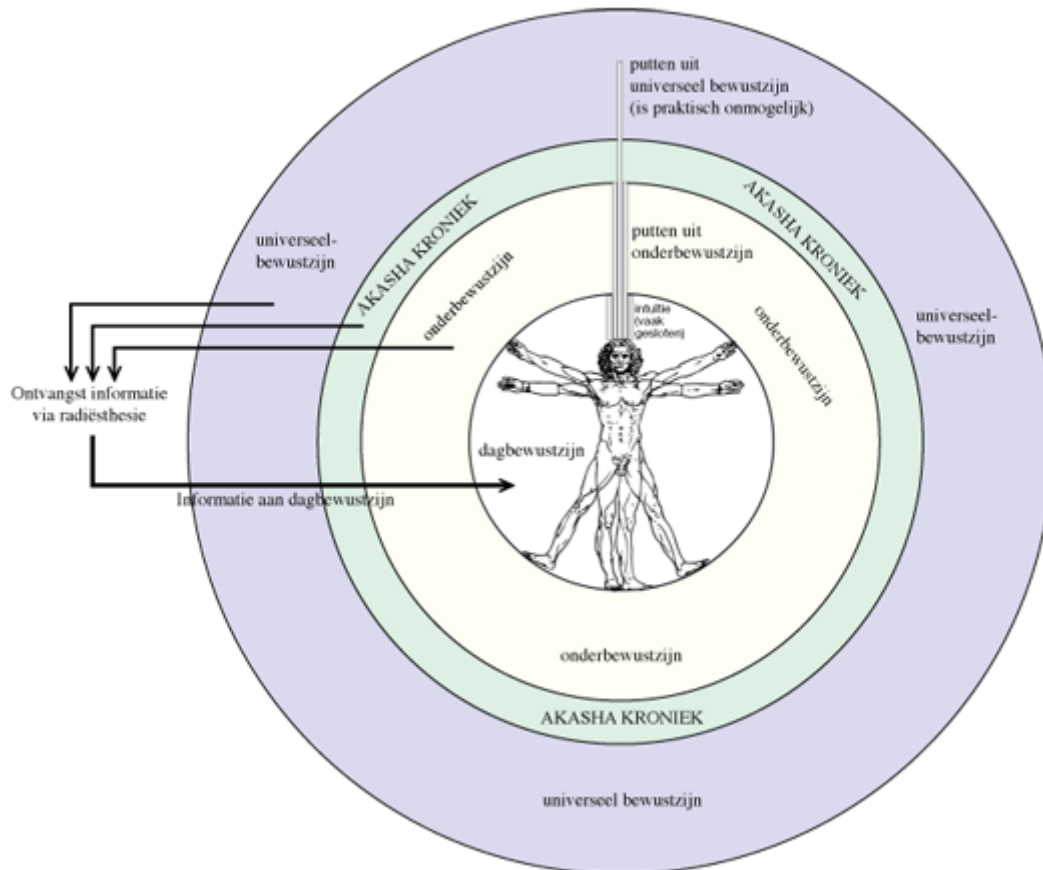 putten uit
universeel bewustzijn
(is praktisch onmogelijk)
AKASHA KRONIEK
AKASHA KRONIEK
universeel-
bewustzijn
putten uit
onderbewustzijn
onderbewustzijn
intuïtie
(vaak
gesloten)
onderbewustzijn
universeel-
bewustzijn
Ontvangst informatie
via radiësthesie
dagbewustzijn
Informatie aan dagbewustzijn
onderbewustzijn
AKASHA KRONIEK
universeel bewustzijn